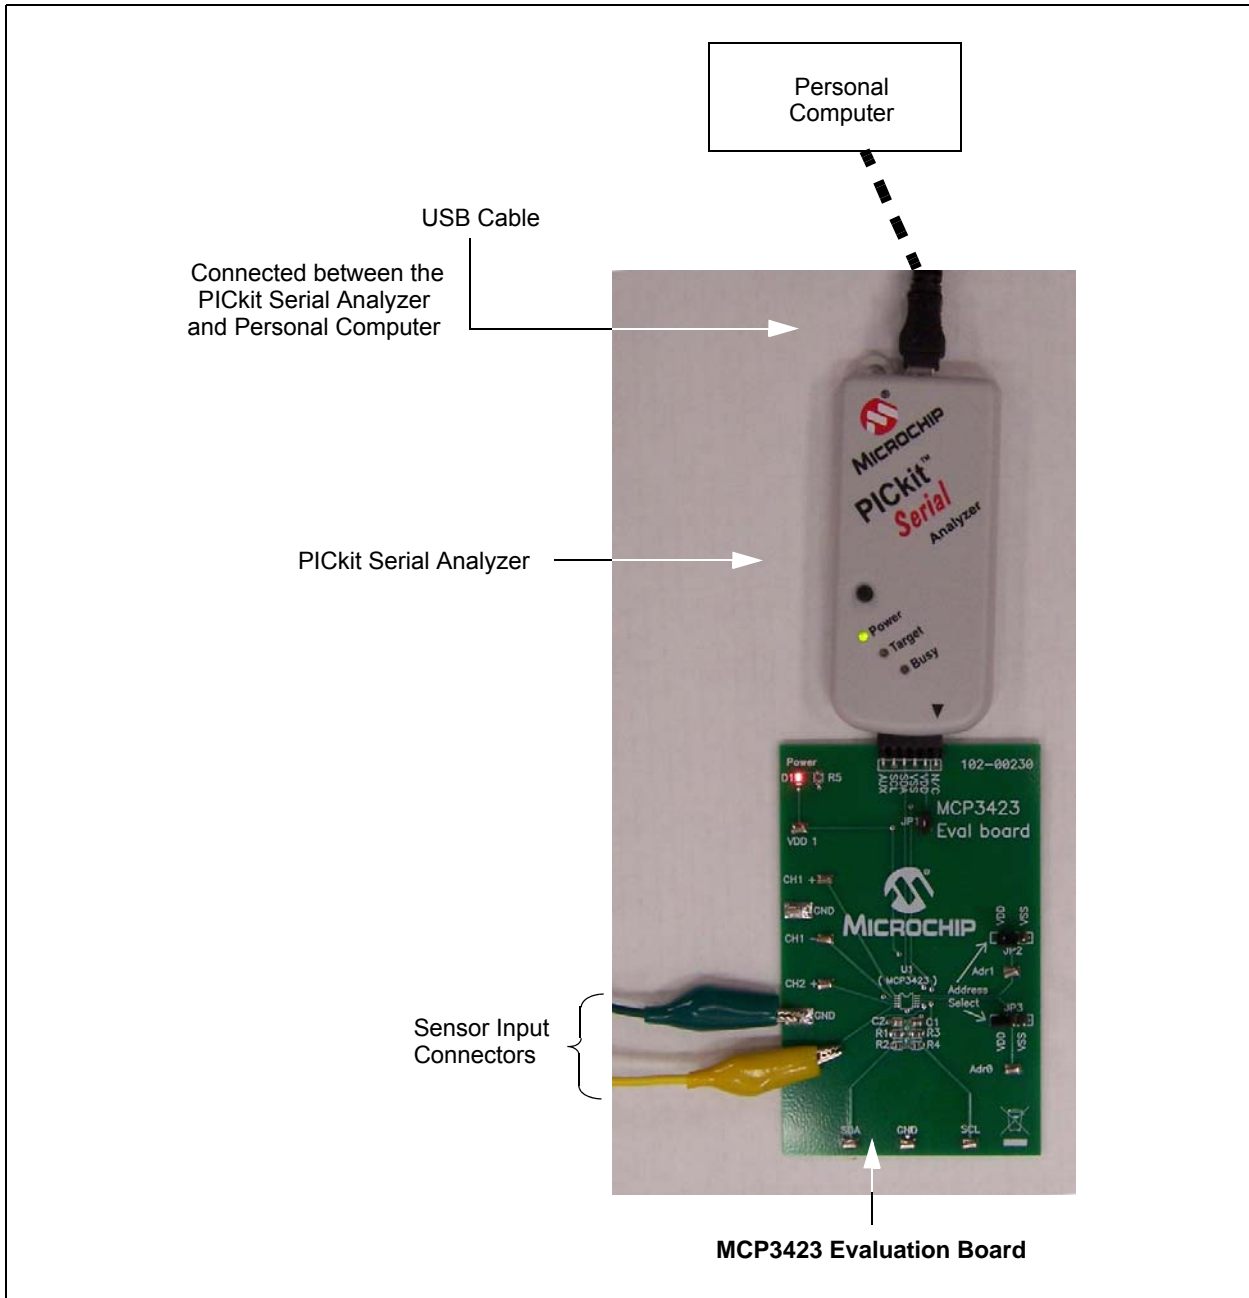 Personal
Computer
USB Cable
Connected between the
PICkit Serial Analyzer
and Personal Computer
MICROCHIP
PICkit™
Serial
Analyzer
PICkit Serial Analyzer
Power
Target
Busy
Power
D1
R5
AUX
SCL
SDA
VSS
VDD
N/C
102-00230
JP1
MCP3423
Eval board
VDD 1
CH1 +
GND
MICROCHIP
VDD
VSS
CH1 -
JP2
U1
( MCP3423 )
Adr1
CH2 +
Address
Select
JP3
GND
C2
C1
R1
R3
R2
R4
VDD
VSS
Adr0
Sensor Input
Connectors
SDA
GND
SCL
MCP3423 Evaluation Board